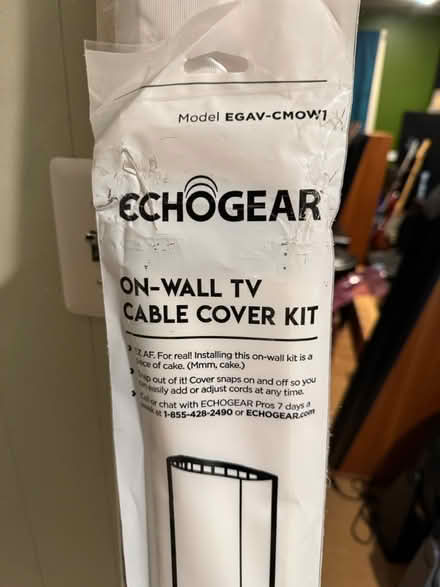 Model EGAV-CMOW1
ECHOGEAR
ON-WALL TV
CABLE COVER KIT
AF. For real! Installing this on-wall kit is a
of cake. (Mmm, cake.)
out of it! Cover snaps on and off so you
easily add or adjust cords at any time.
or chat with ECHOGEAR Pros 7 days a
at 1-855-428-2490 or ECHOGEAR.com